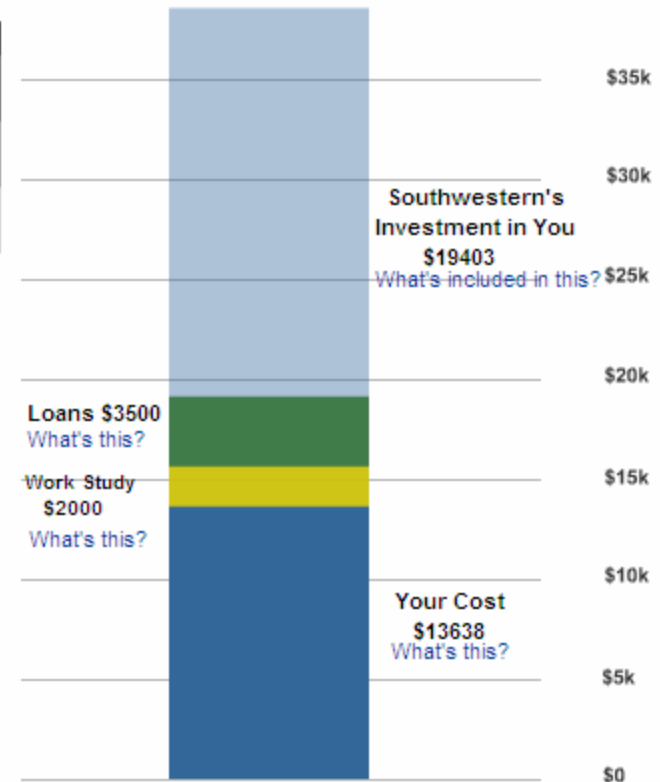 $35k
$30k
Southwestern's
Investment in You
$19403
What's included in this?
$25k
$20k
Loans $3500
What's this?
Work Study
$2000
What's this?
$15k
$10k
Your Cost
$13638
What's this?
$5k
$0